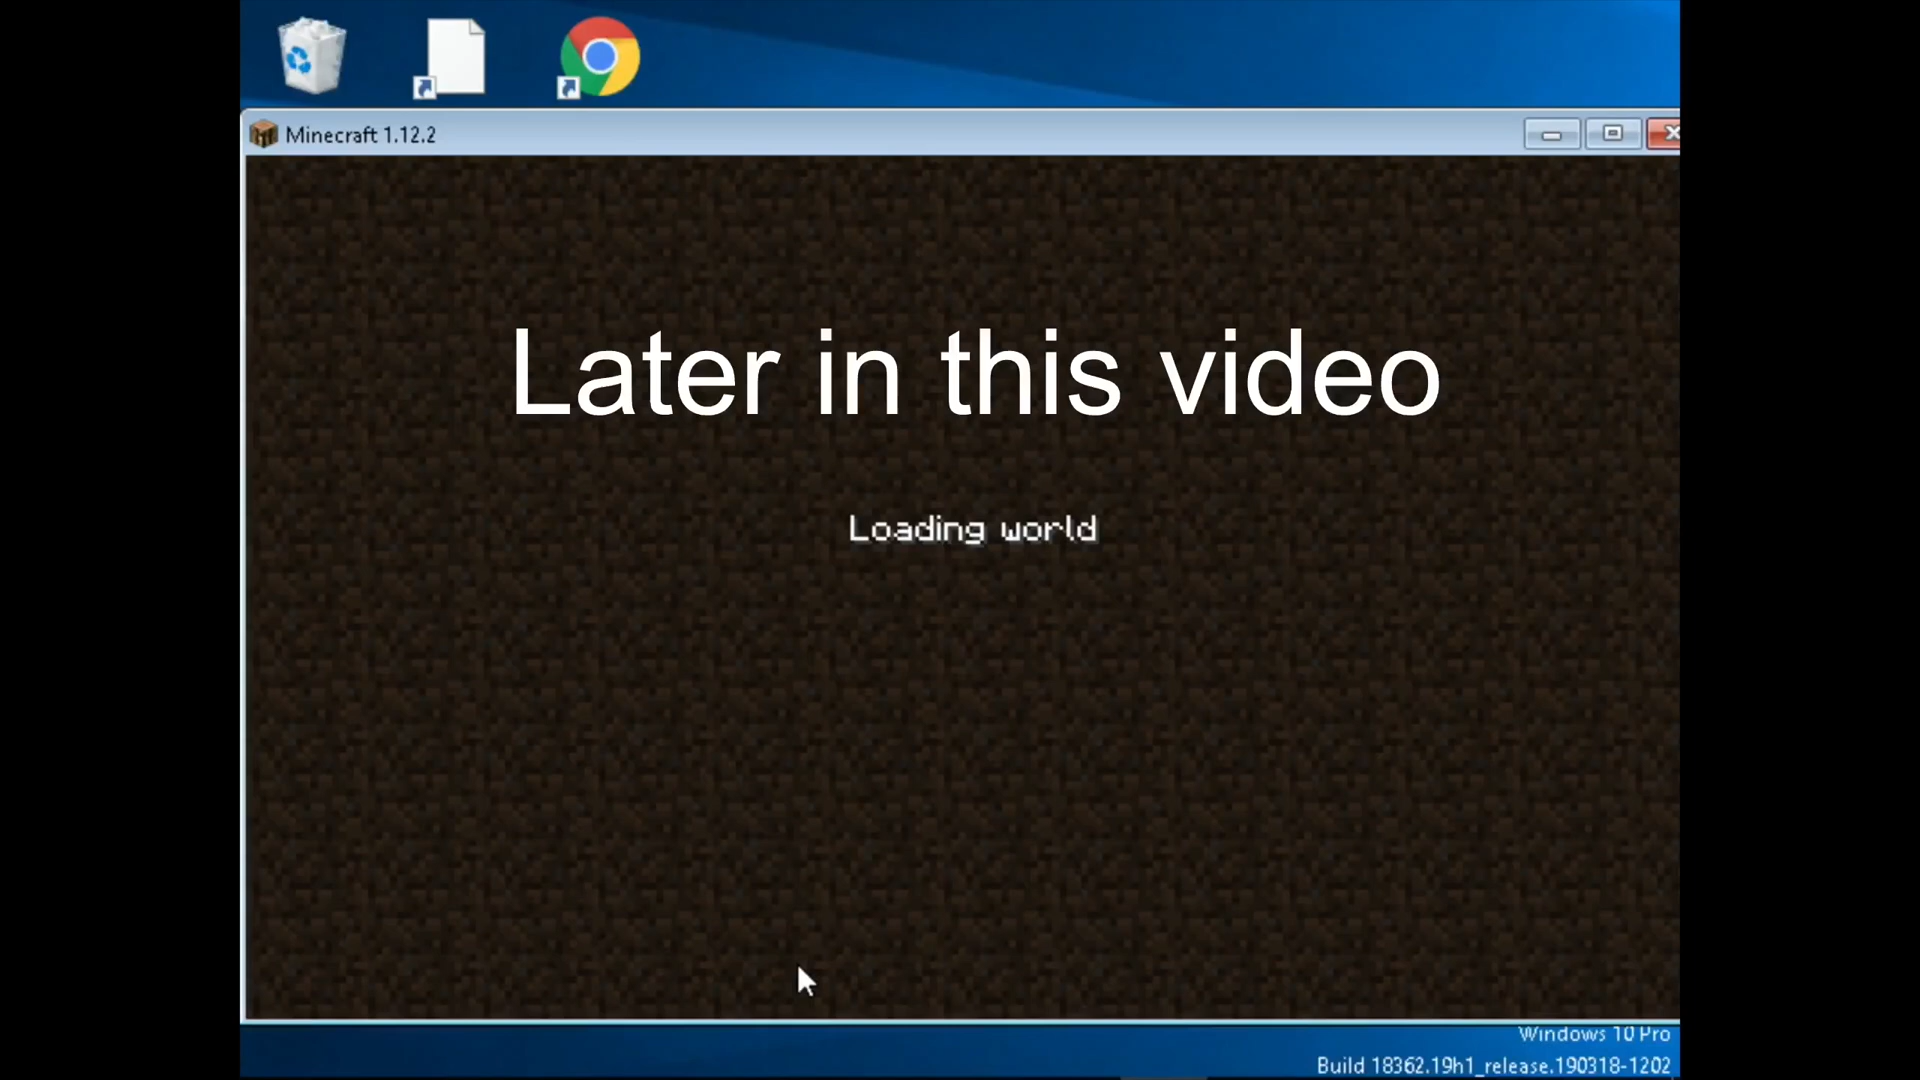 Minecraft 1.12.2
Later in this video
Loading world
Windows 10 Pro
Build 18362.19h1_release.190318-1202